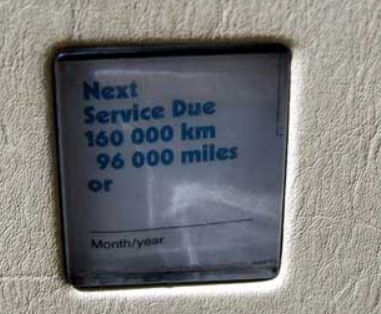 Next
Service Due
160 000 km
96 000 miles
or
Month/year